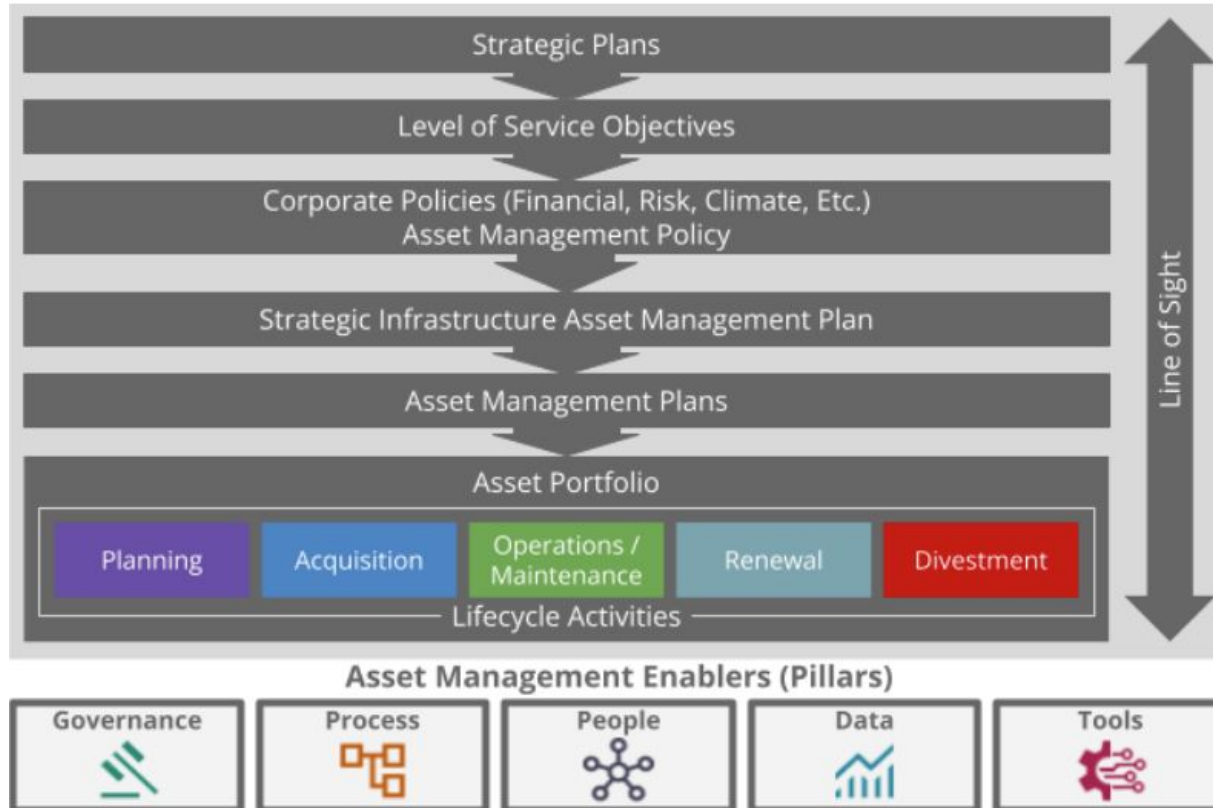 Strategic Plans
Level of Service Objectives
Corporate Policies (Financial, Risk, Climate, Etc.)
Asset Management Policy
Strategic Infrastructure Asset Management Plan
Asset Management Plans
Asset Portfolio
Planning
Acquisition
Operations /
Maintenance
Renewal
Divestment
Lifecycle Activities
Line of Sight
Asset Management Enablers (Pillars)
Governance
Process
People
Data
Tools